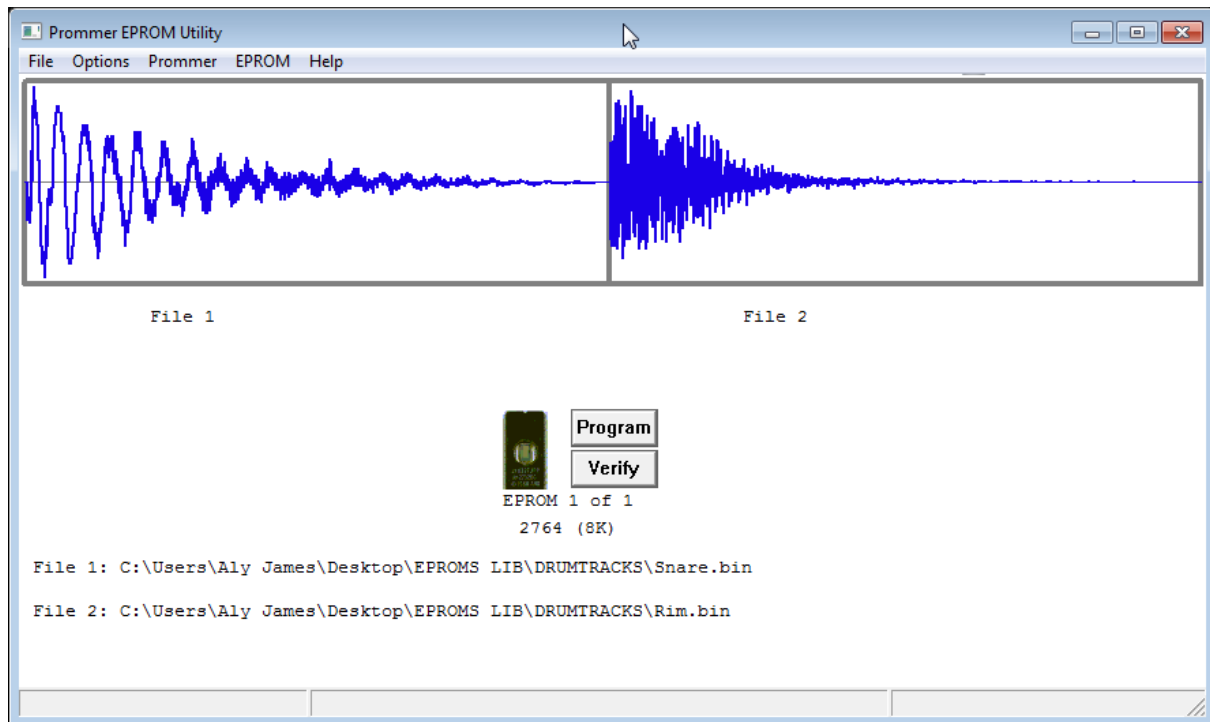 Prommer EPROM Utility
File Options Prommer EPROM Help
File 1 File 2
Program
Verify
EPROM 1 of 1
2764 (8K)
File 1: C:\Users\Aly James\Desktop\EPROMS LIB\DRUMTRACKS\Snare.bin
File 2: C:\Users\Aly James\Desktop\EPROMS LIB\DRUMTRACKS\Rim.bin